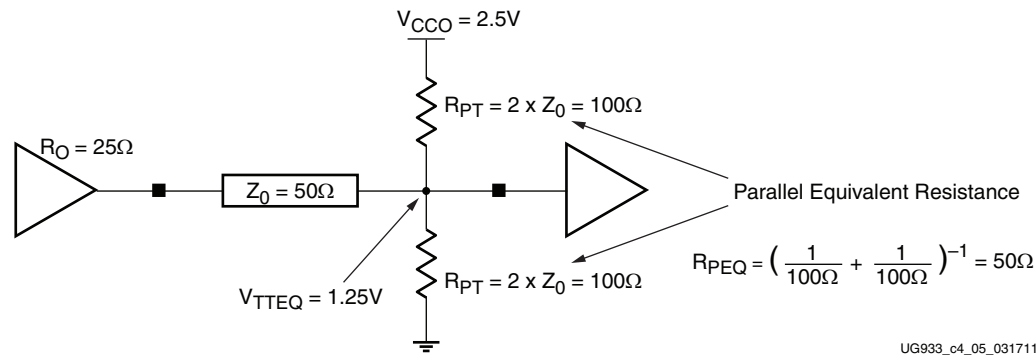 V_CCO = 2.5V
R_PT = 2 x Z_0 = 100Ω
R_O = 25Ω
Z_0 = 50Ω
Parallel Equivalent Resistance
R_PEQ = ( 1/100Ω + 1/100Ω )^–1 = 50Ω
R_PT = 2 x Z_0 = 100Ω
V_TTEQ = 1.25V
UG933_c4_05_031711